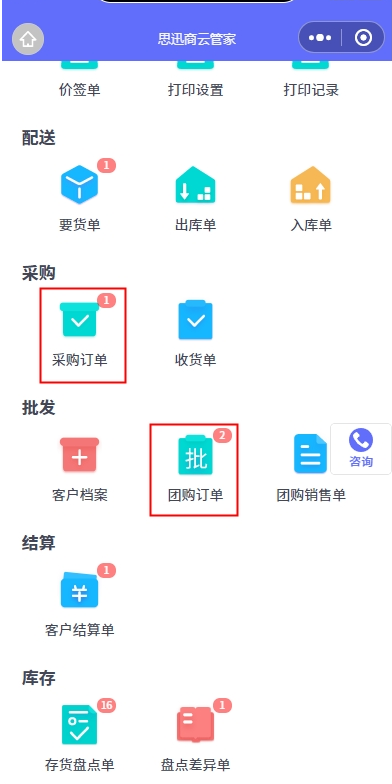 思迅商云管家
价签单 打印设置 打印记录
配送
1
要货单 出库单 入库单
采购
1
采购订单 收货单
批发
2
批
咨询
客户档案 团购订单 团购销售单
结算
1
¥
客户结算单
库存
16 1
存货盘点单 盘点差异单